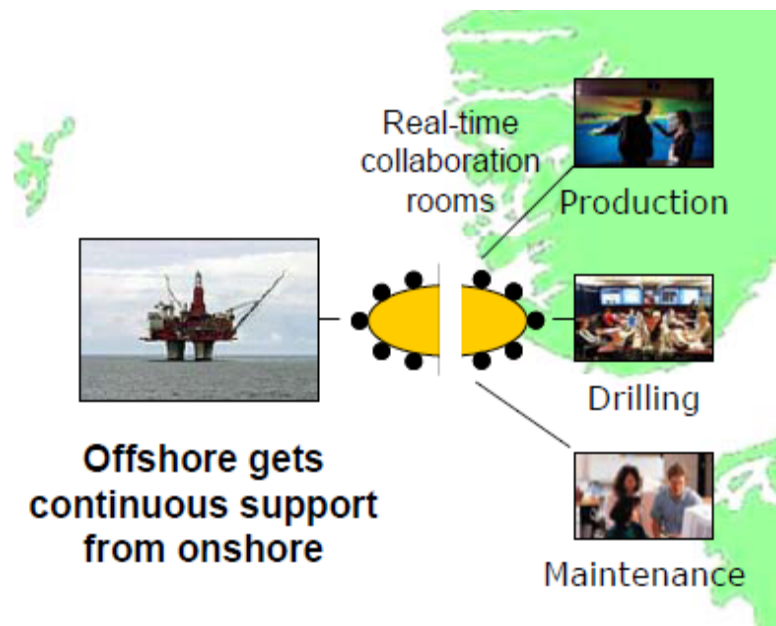 Real-time
collaboration
rooms
Production
Drilling
Offshore gets
continuous support
from onshore
Maintenance